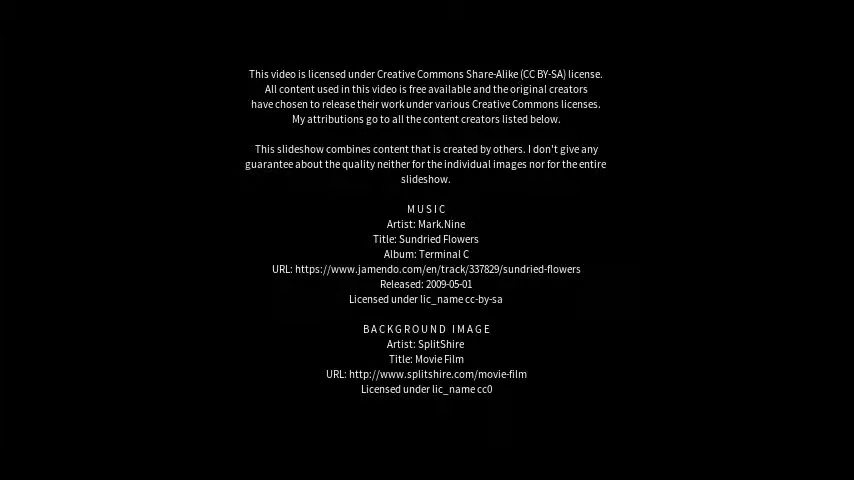 This video is licensed under Creative Commons Share-Alike (CC BY-SA) license.
All content used in this video is free available and the original creators
have chosen to release their work under various Creative Commons licenses.
My attributions go to all the content creators listed below.
This slideshow combines content that is created by others. I don't give any
guarantee about the quality neither for the individual images nor for the entire
slideshow.
MUSIC
Artist: Mark.Nine
Title: Sundried Flowers
Album: Terminal C
URL: https://www.jamendo.com/en/track/337829/sundried-flowers
Released: 2009-05-01
Licensed under lic_name cc-by-sa
BACKGROUND IMAGE
Artist: SplitShire
Title: Movie Film
URL: http://www.splitshire.com/movie-film
Licensed under lic_name cc0